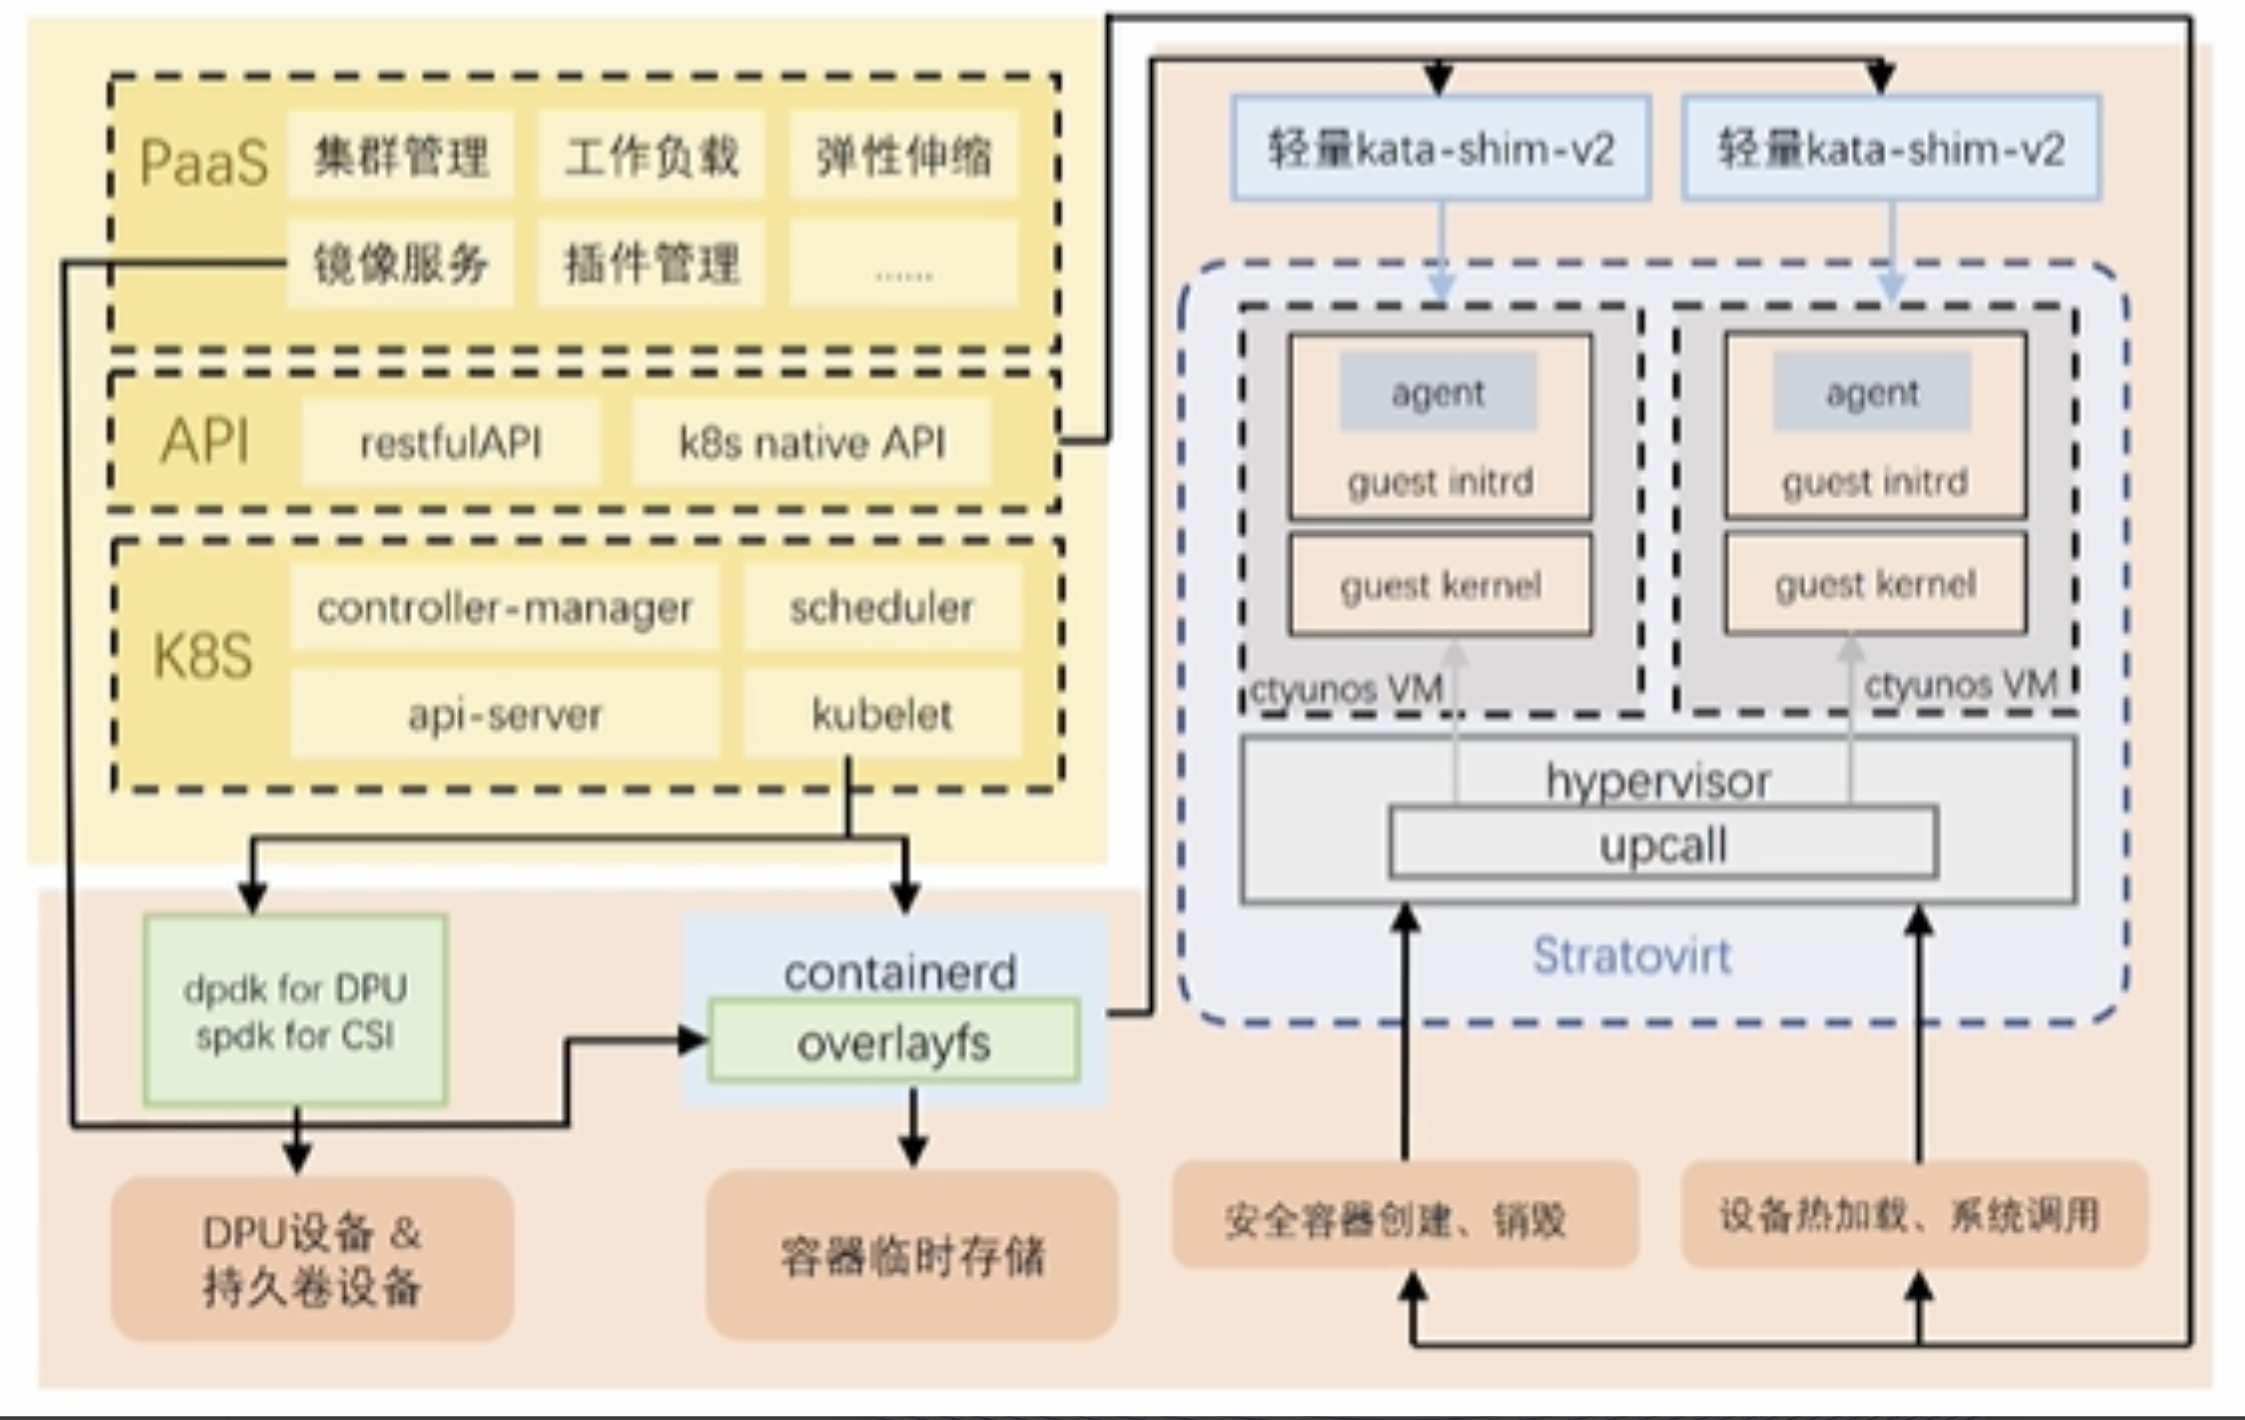 PaaS
集群管理
工作负载
弹性伸缩
镜像服务
插件管理
......
API
restfulAPI
k8s native API
K8S
controller-manager
scheduler
api-server
kubelet
dpdk for DPU
spdk for CSI
containerd
overlayfs
DPU设备 &
持久卷设备
容器临时存储
轻量kata-shim-v2
轻量kata-shim-v2
agent
guest initrd
guest kernel
ctyunos VM
agent
guest initrd
guest kernel
ctyunos VM
hypervisor
upcall
Stratovirt
安全容器创建、销毁
设备热加载、系统调用